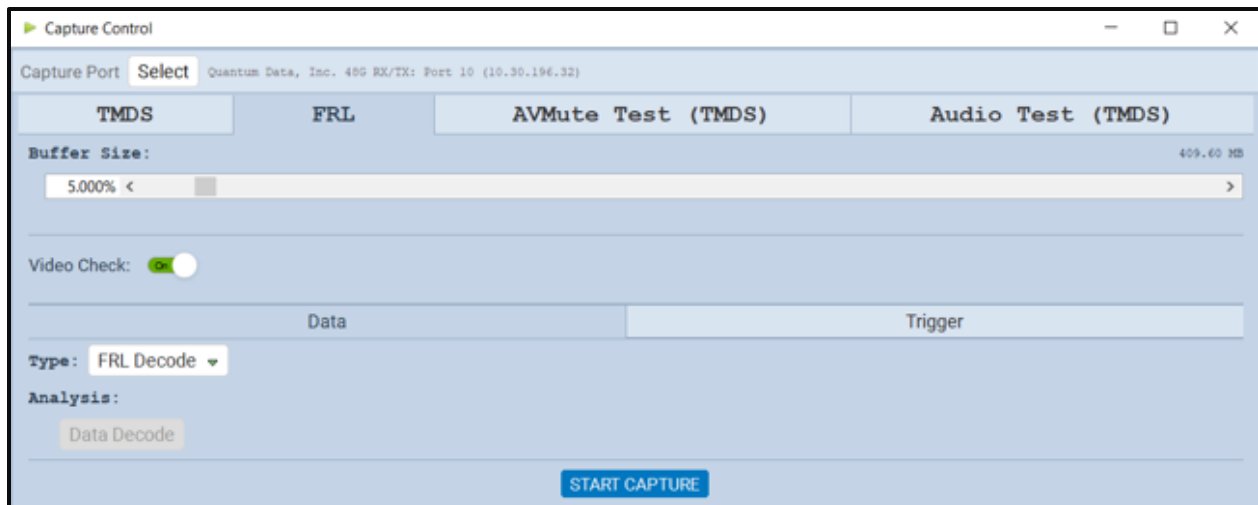 Capture Control
Capture Port Select Quantum Data, Inc. 48G RX/TX: Port 10 (10.30.196.32)
TMDS FRL AVMute Test (TMDS) Audio Test (TMDS)
Buffer Size: 409.60 MB
5.000% < >
Video Check: On
Data Trigger
Type: FRL Decode
Analysis:
Data Decode
START CAPTURE